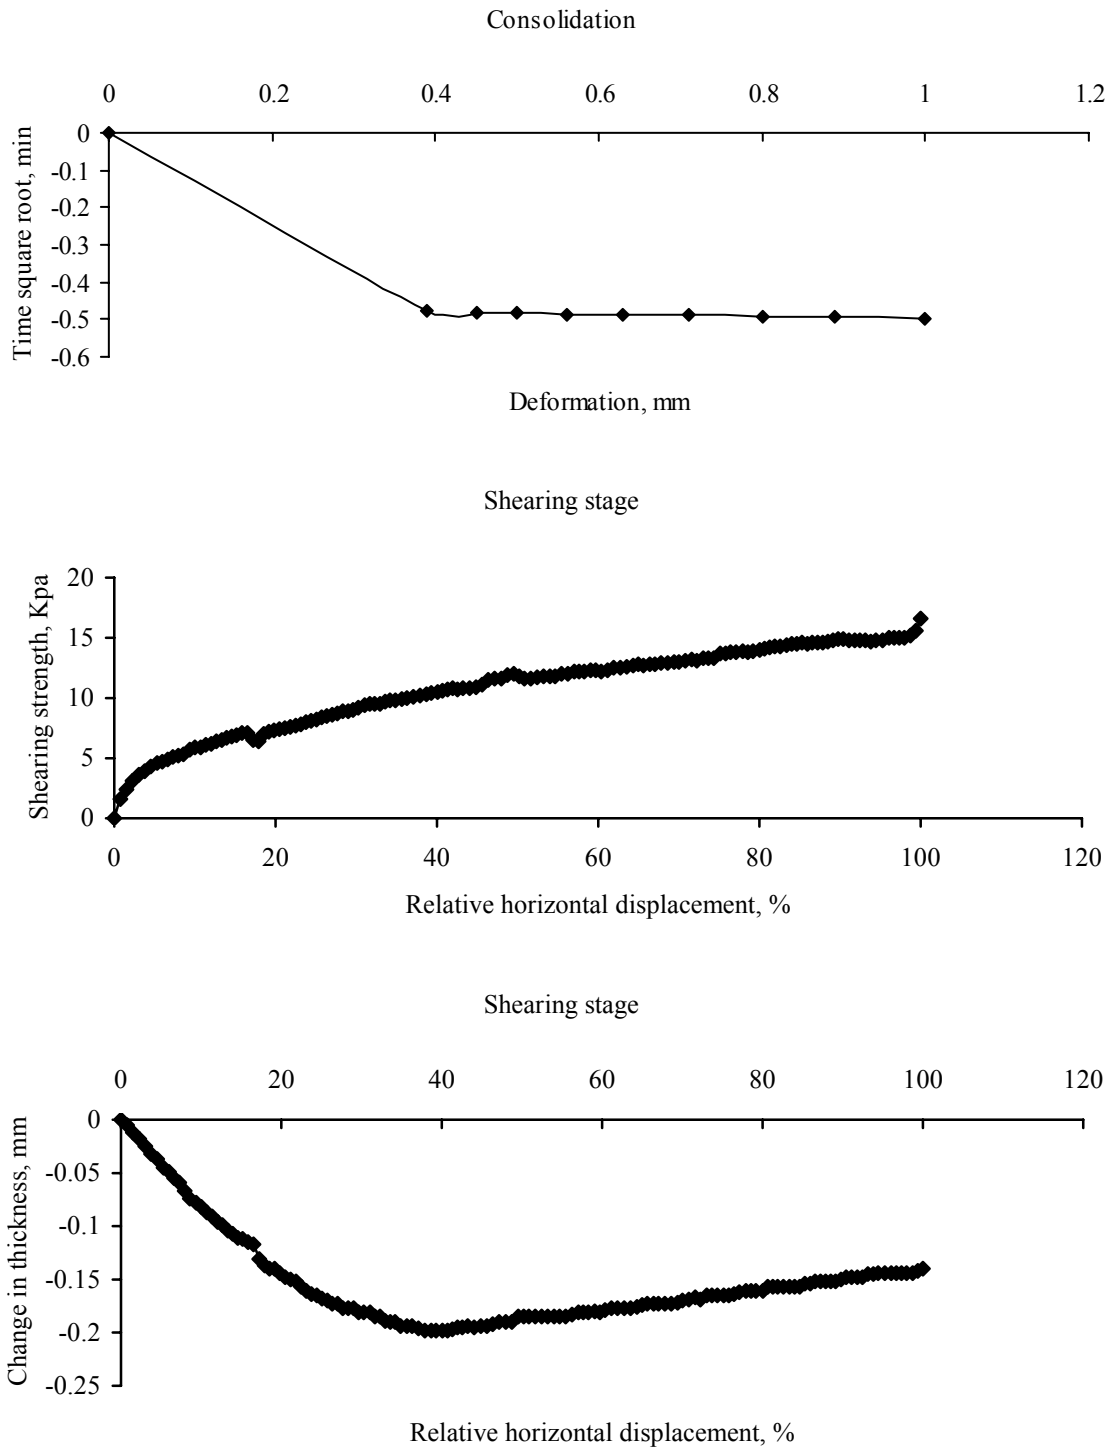 Consolidation
0 0.2 0.4 0.6 0.8 1 1.2
Time square root, min
0
-0.1
-0.2
-0.3
-0.4
-0.5
-0.6
Deformation, mm
Shearing stage
Shearing strength, Kpa
20
15
10
5
0
0 20 40 60 80 100 120
Relative horizontal displacement, %
Shearing stage
0 20 40 60 80 100 120
Change in thickness, mm
0
-0.05
-0.1
-0.15
-0.2
-0.25
Relative horizontal displacement, %